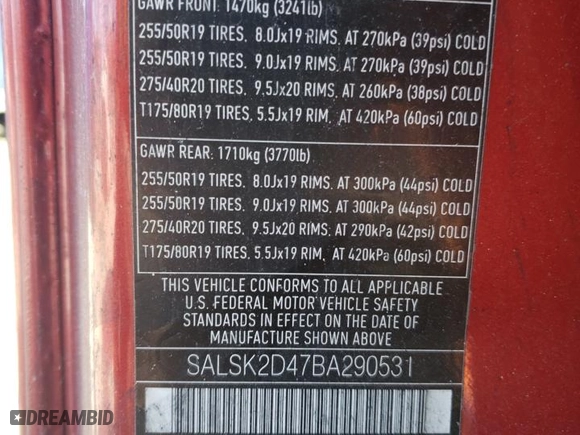 GAWR FRONT: 1470kg (3241lb)
255/50R19 TIRES, 8.0Jx19 RIMS, AT 270kPa (39psi) COLD
255/50R19 TIRES, 9.0Jx19 RIMS, AT 270kPa (39psi) COLD
275/40R20 TIRES, 9.5Jx20 RIMS, AT 260kPa (38psi) COLD
T175/80R19 TIRES, 5.5Jx19 RIM, AT 420kPa (60psi) COLD
GAWR REAR: 1710kg (3770lb)
255/50R19 TIRES, 8.0Jx19 RIMS, AT 300kPa (44psi) COLD
255/50R19 TIRES, 9.0Jx19 RIMS, AT 300kPa (44psi) COLD
275/40R20 TIRES, 9.5Jx20 RIMS, AT 290kPa (42psi) COLD
T175/80R19 TIRES, 5.5Jx19 RIM, AT 420kPa (60psi) COLD
THIS VEHICLE CONFORMS TO ALL APPLICABLE
U.S. FEDERAL MOTOR VEHICLE SAFETY
STANDARDS IN EFFECT ON THE DATE OF
MANUFACTURE SHOWN ABOVE
SALSK2D47BA290531
DREAMBID